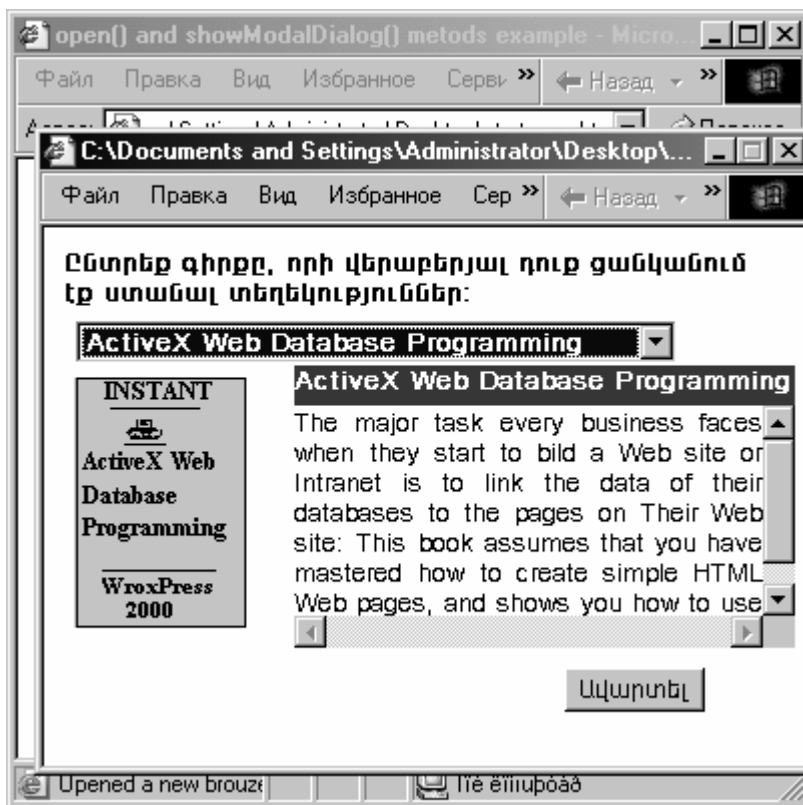 open() and showModalDialog() metods example - Micro...
Файл Правка Вид Избранное Серви » Назад »
C:\Documents and Settings\Administrator\Desktop\...
Файл Правка Вид Избранное Сер » Назад »
Ընտրեք գիրքը, որի վերաբերյալ դուք ցանկանում
էք ստանալ տեղեկություններ:
ActiveX Web Database Programming
INSTANT
ActiveX Web
Database
Programming
WroxPress
2000
ActiveX Web Database Programming
The major task every business faces
when they start to bild a Web site or
Intranet is to link the data of their
databases to the pages on Their Web
site: This book assumes that you have
mastered how to create simple HTML
Web pages, and shows you how to use
Ավարտել
Opened a new brouze
Ïîé êîìïüþòåð